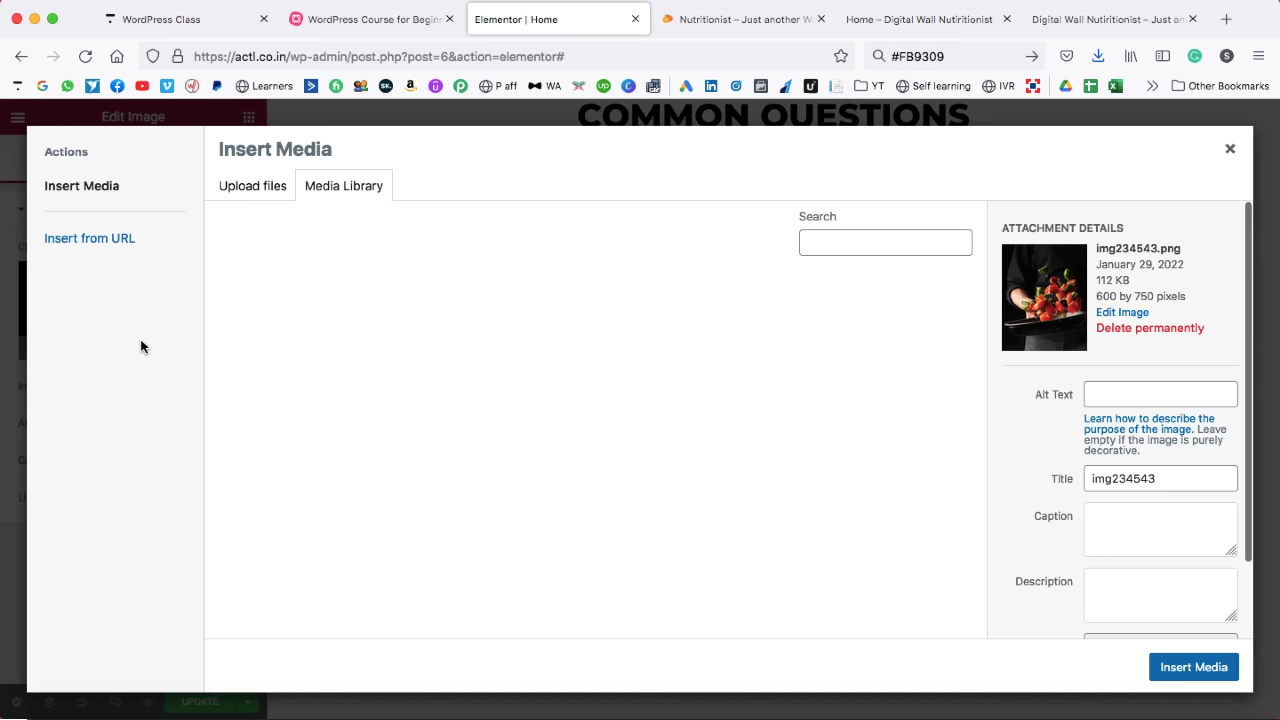 WordPress Class
WordPress Course for Beginn
Elementor | Home
Nutritionist – Just another W
Home – Digital Wall Nuitritionist
Digital Wall Nuitritionist – Just an
https://actl.co.in/wp-admin/post.php?post=6&action=elementor#
#FB9309
Learners
P aff
WA
YT
Self learning
IVR
Other Bookmarks
Edit Image
COMMON QUESTIONS
Actions
Insert Media
Insert from URL
Insert Media
Upload files
Media Library
Search
ATTACHMENT DETAILS
img234543.png
January 29, 2022
112 KB
600 by 750 pixels
Edit Image
Delete permanently
Alt Text
Learn how to describe the
purpose of the image. Leave
empty if the image is purely
decorative.
Title
img234543
Caption
Description
Insert Media
UPDATE